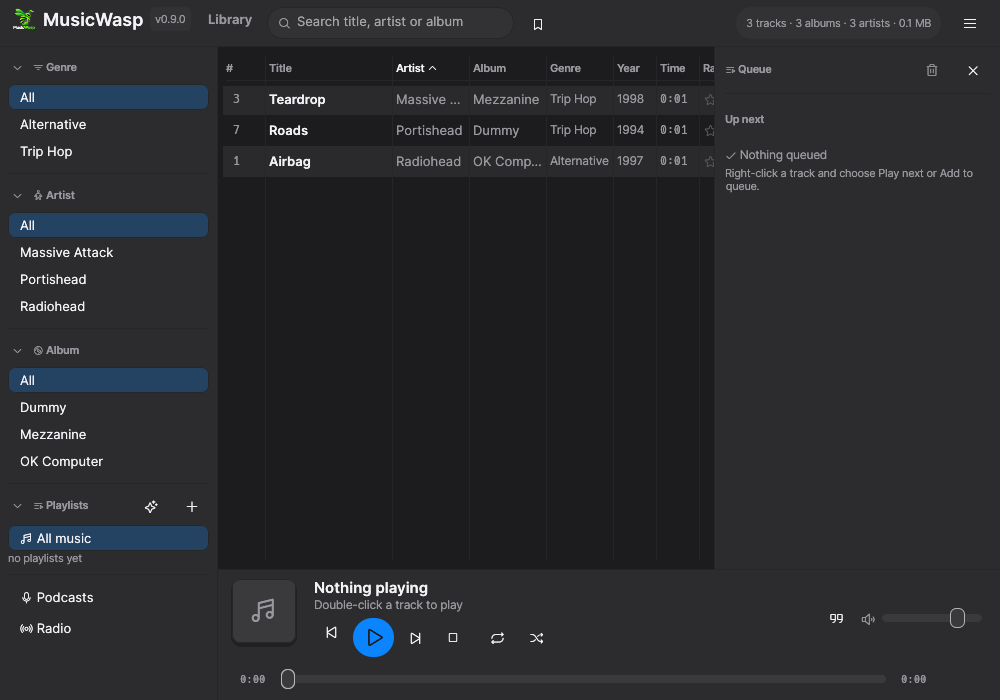 MusicWasp v0.9.0 Library Search title, artist or album 3 tracks · 3 albums · 3 artists · 0.1 MB
Genre
All
Alternative
Trip Hop
Artist
All
Massive Attack
Portishead
Radiohead
Album
All
Dummy
Mezzanine
OK Computer
Playlists
All music
no playlists yet
Podcasts
Radio
# Title Artist Album Genre Year Time Ra
3 Teardrop Massive ... Mezzanine Trip Hop 1998 0:01
7 Roads Portishead Dummy Trip Hop 1994 0:01
1 Airbag Radiohead OK Comp... Alternative 1997 0:01
Queue
Up next
Nothing queued
Right-click a track and choose Play next or Add to
queue.
Nothing playing
Double-click a track to play
0:00 0:00